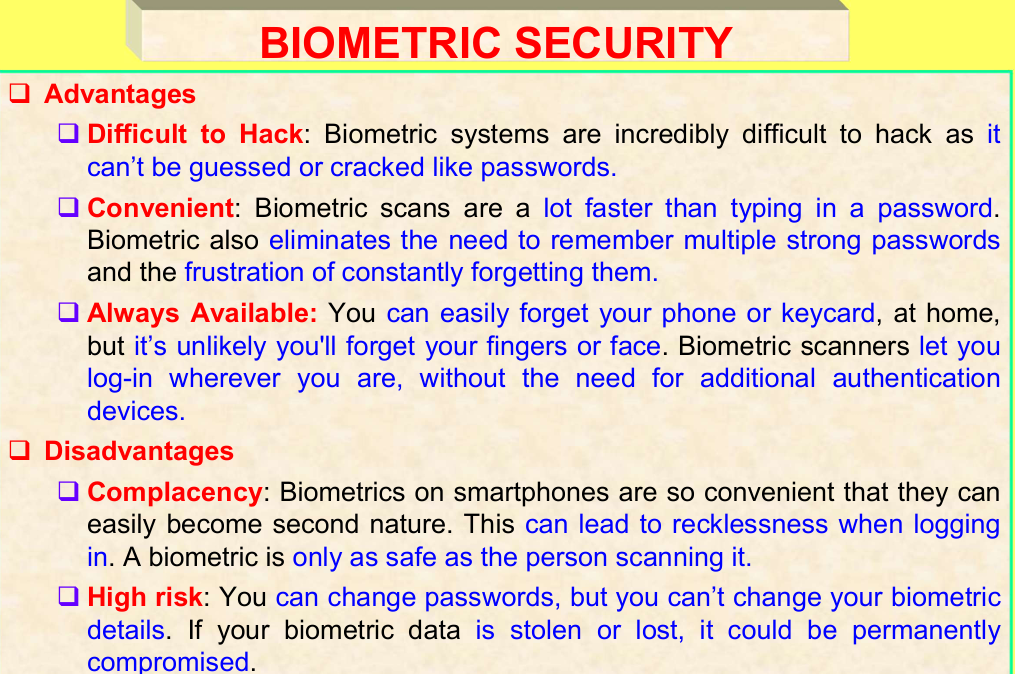 BIOMETRIC SECURITY
Advantages
Difficult to Hack: Biometric systems are incredibly difficult to hack as it
can’t be guessed or cracked like passwords.
Convenient: Biometric scans are a lot faster than typing in a password.
Biometric also eliminates the need to remember multiple strong passwords
and the frustration of constantly forgetting them.
Always Available: You can easily forget your phone or keycard, at home,
but it’s unlikely you'll forget your fingers or face. Biometric scanners let you
log-in wherever you are, without the need for additional authentication
devices.
Disadvantages
Complacency: Biometrics on smartphones are so convenient that they can
easily become second nature. This can lead to recklessness when logging
in. A biometric is only as safe as the person scanning it.
High risk: You can change passwords, but you can’t change your biometric
details. If your biometric data is stolen or lost, it could be permanently
compromised.